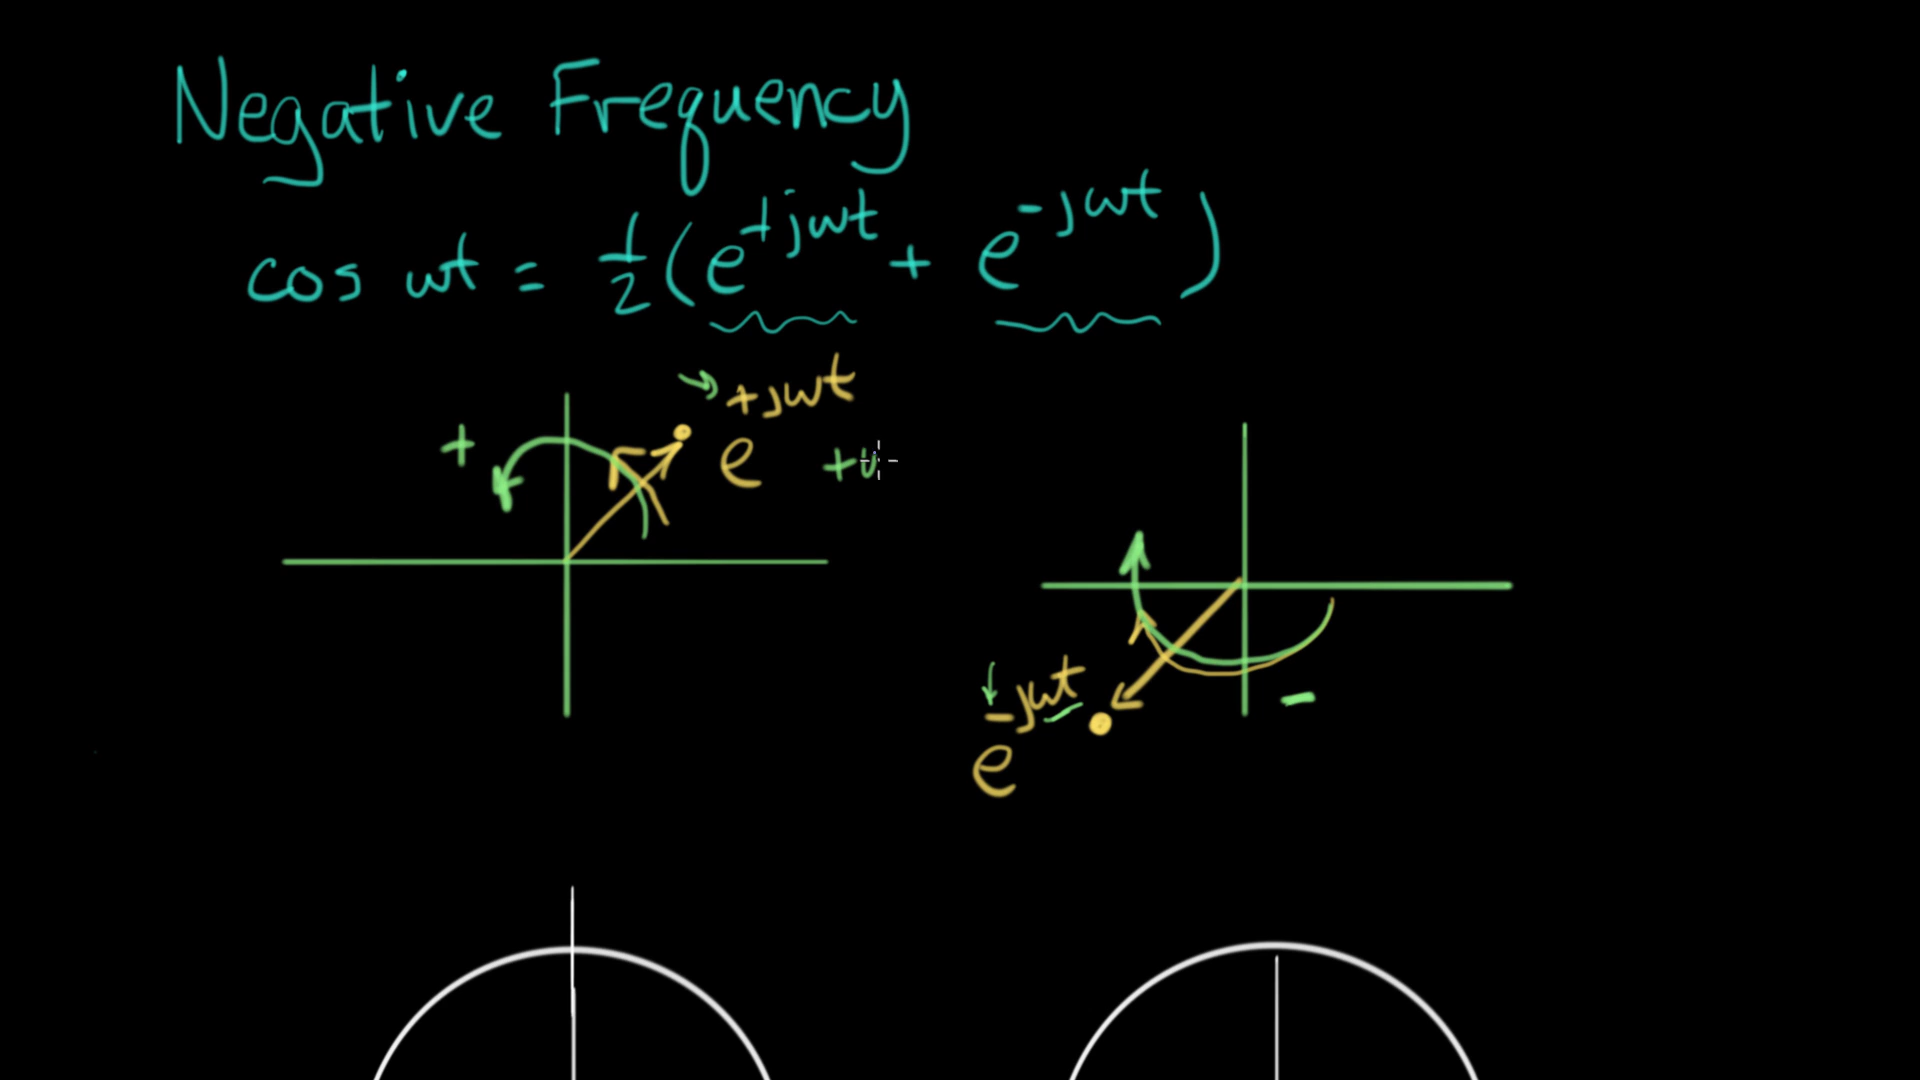 Negative Frequency
cos ωt = 1/2 (e^{+jωt} + e^{-jωt})
+
e^{+jωt}
+ω
e^{-jωt}
-